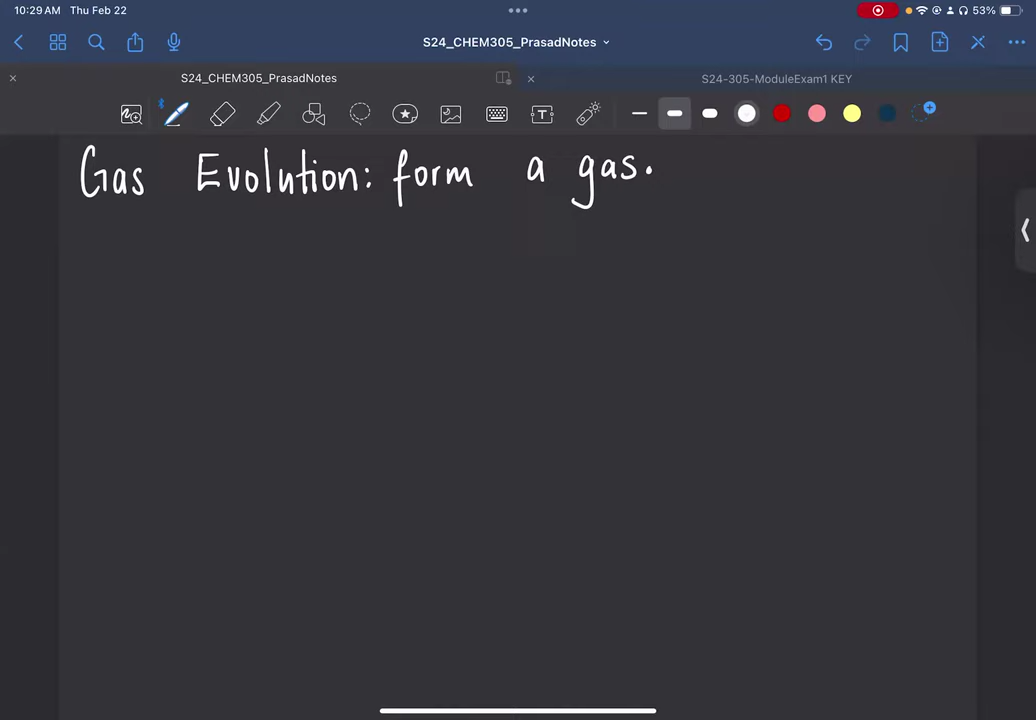 10:29 AM Thu Feb 22
53%
S24_CHEM305_PrasadNotes
S24_CHEM305_PrasadNotes
S24-305-ModuleExam1 KEY
Gas Evolution: form a gas.